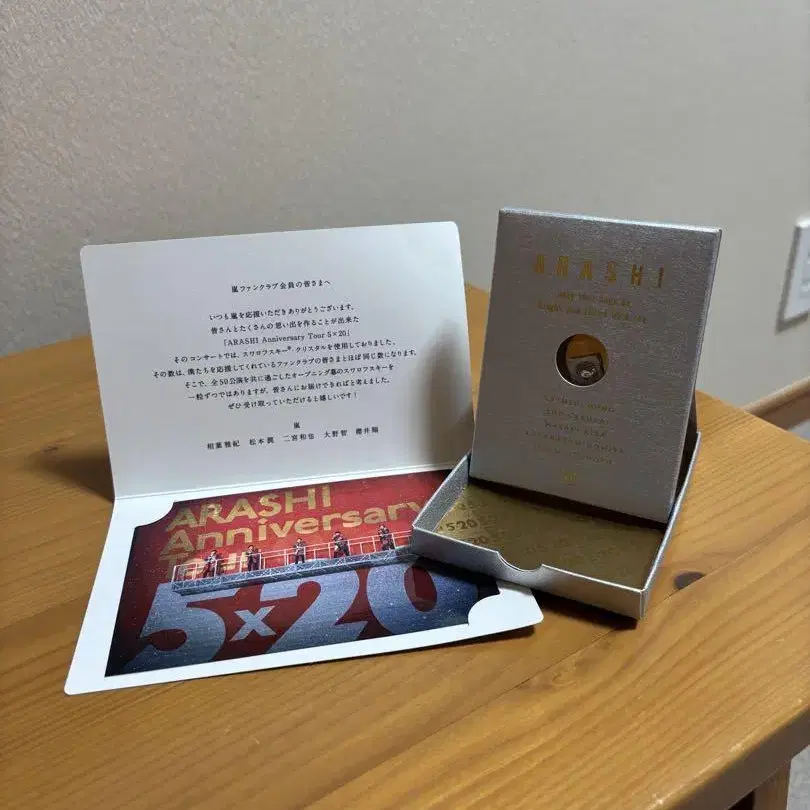 嵐ファンクラブ会員の皆さまへ
いつも嵐を応援いただきありがとうございます。
皆さんとたくさんの思い出を作ることが出来た
「ARASHI Anniversary Tour 5×20」
そのコンサートでは、スワロフスキー®・クリスタルを使用しておりました。
その数は、僕たちを応援してくれているファンクラブの皆さまとほぼ同じ数になります。
そこで、全50公演を共に過ごしたオープニング幕のスワロフスキーを
一粒ずつではありますが、皆さんにお届けできればと考えました。
ぜひ受け取っていただけると嬉しいです！
嵐
相葉雅紀 松本潤 二宮和也 大野智 櫻井翔
ARASHI
Anniversary
5×20
ARASHI